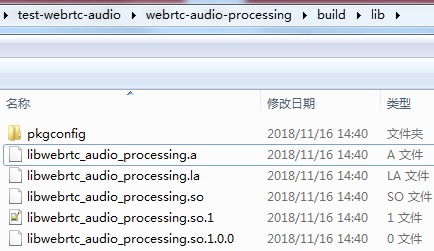 test-webrtc-audio ▸ webrtc-audio-processing ▸ build ▸ lib ▸
名称 修改日期 类型
pkgconfig 2018/11/16 14:40 文件夹
libwebrtc_audio_processing.a 2018/11/16 14:40 A 文件
libwebrtc_audio_processing.la 2018/11/16 14:40 LA 文件
libwebrtc_audio_processing.so 2018/11/16 14:40 SO 文件
libwebrtc_audio_processing.so.1 2018/11/16 14:40 1 文件
libwebrtc_audio_processing.so.1.0.0 2018/11/16 14:40 0 文件